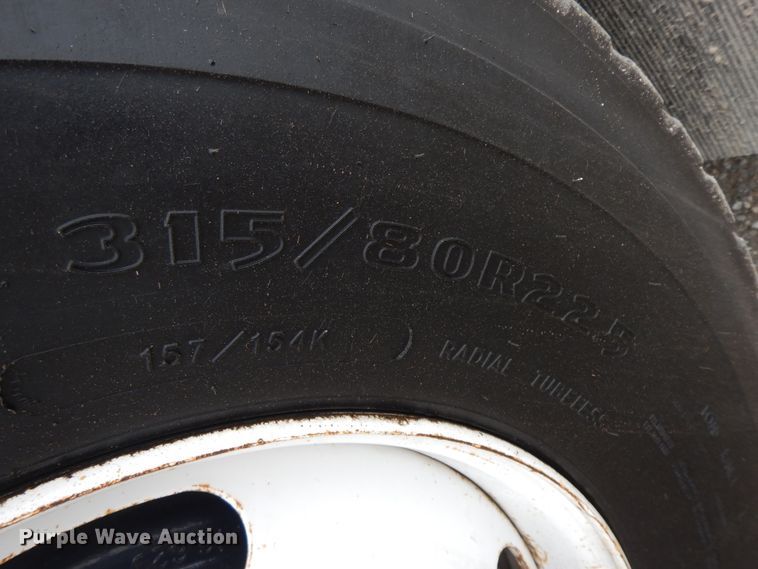 315/80R22.5
157/154K
RADIAL TUBELESS
Purple Wave Auction